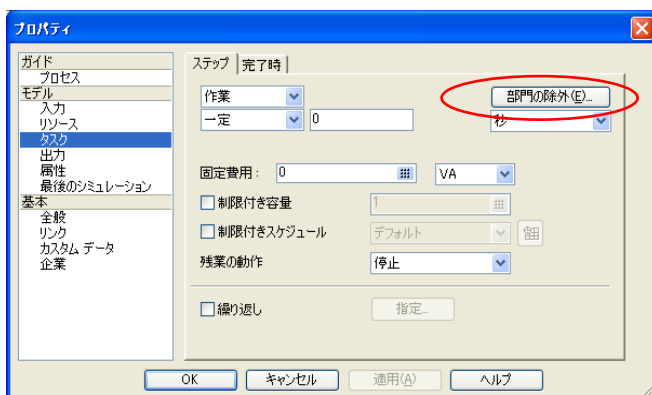 プロパティ
ガイド
プロセス
モデル
入力
リソース
タスク
出力
属性
最後のシミュレーション
基本
全般
リンク
カスタム データ
企業
ステップ 完了時
作業 部門の除外(E)...
一定 0 秒
固定費用: 0 VA
制限付き容量 1
制限付きスケジュール デフォルト
残業の動作 停止
繰り返し 指定...
OK キャンセル 適用(A) ヘルプ